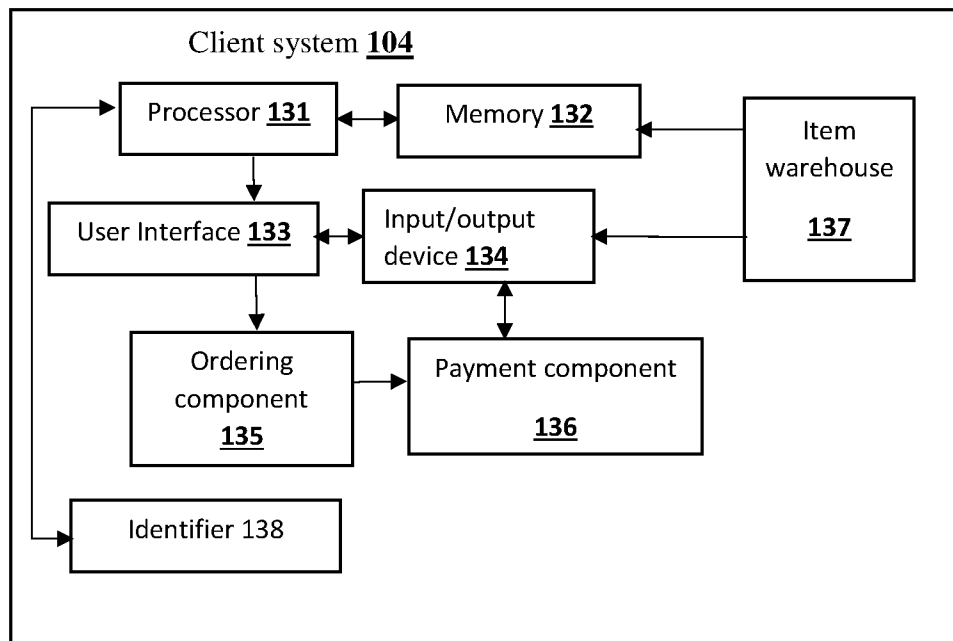 Client system 104
Processor 131
Memory 132
Item
warehouse
137
User Interface 133
Input/output
device 134
Ordering
component
135
Payment component
136
Identifier 138